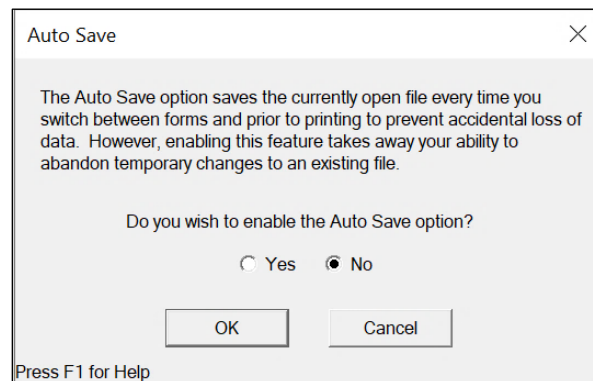 Auto Save
The Auto Save option saves the currently open file every time you
switch between forms and prior to printing to prevent accidental loss of
data.  However, enabling this feature takes away your ability to
abandon temporary changes to an existing file.
Do you wish to enable the Auto Save option?
Yes No
OK Cancel
Press F1 for Help